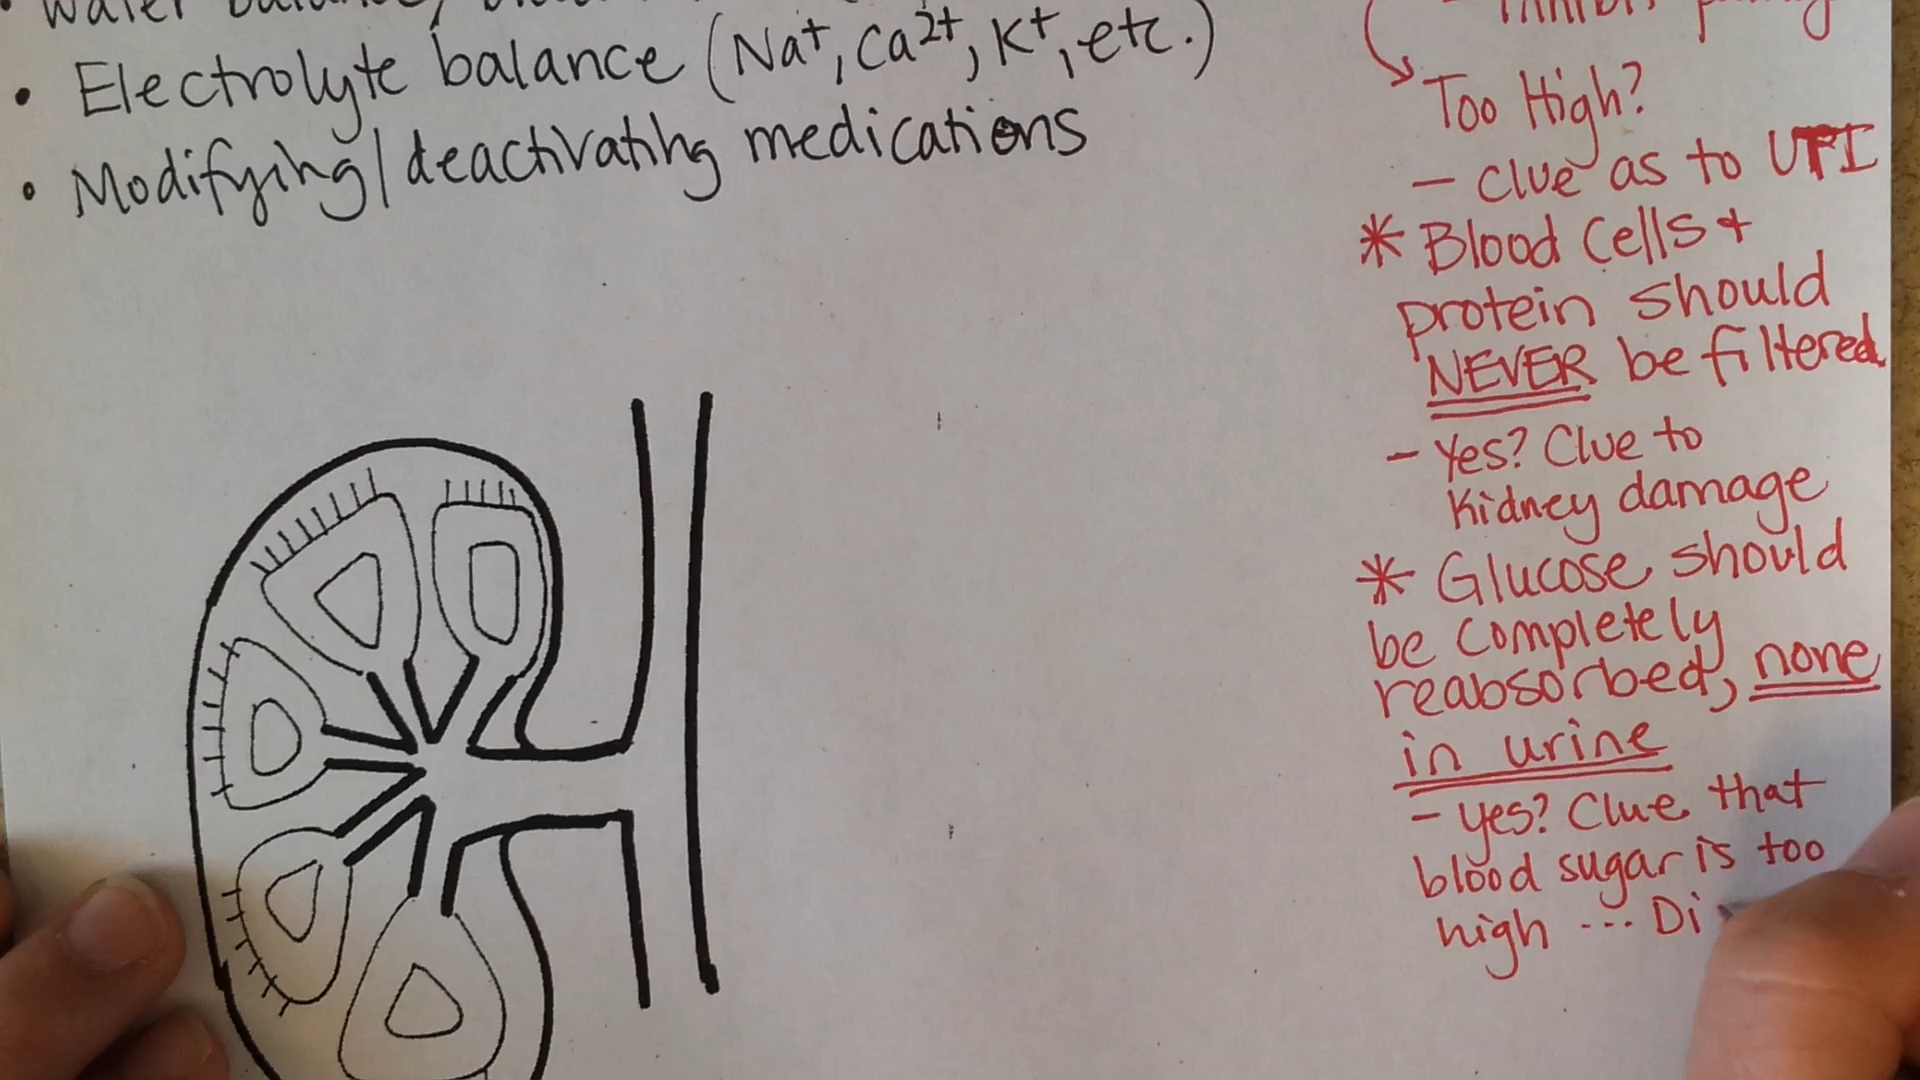 • Water balance,
• Electrolyte balance (Na+, Ca2+, K+, etc.)
• Modifying/deactivating medications
Too High?
- clue as to UTI
* Blood Cells +
protein should
NEVER be filtered
- Yes? Clue to
Kidney damage
* Glucose should
be completely
reabsorbed, none
in urine
- yes? Clue that
blood sugar is too
high ... Di